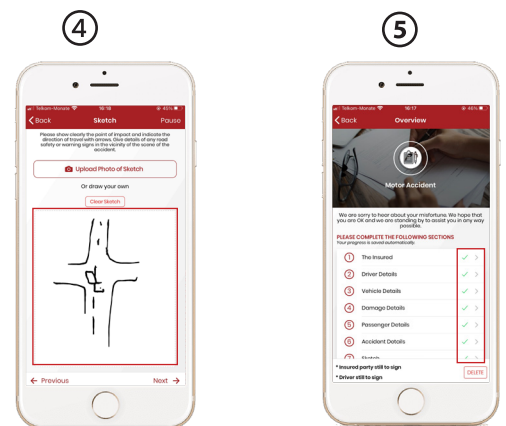 4
Telkom-Monate 16:18 45%
Back Sketch Pause
Please show clearly the point of impact and indicate the
direction of travel with arrows. Give details of any road
safety or warning signs in the vicinity of the scene of the
accident.
Upload Photo of Sketch
Or draw your own
Clear Sketch
Previous Next
5
Telkom-Monate 16:17 46%
Back Overview
Motor Accident
We are sorry to hear about your misfortune. We hope that
you are OK and we are standing by to assist you in any way
possible.
PLEASE COMPLETE THE FOLLOWING SECTIONS
Your progress is saved automatically.
1 The Insured
2 Driver Details
3 Vehicle Details
4 Damage Details
5 Passenger Details
6 Accident Details
7 Sketch
* Insured party still to sign
* Driver still to sign
DELETE